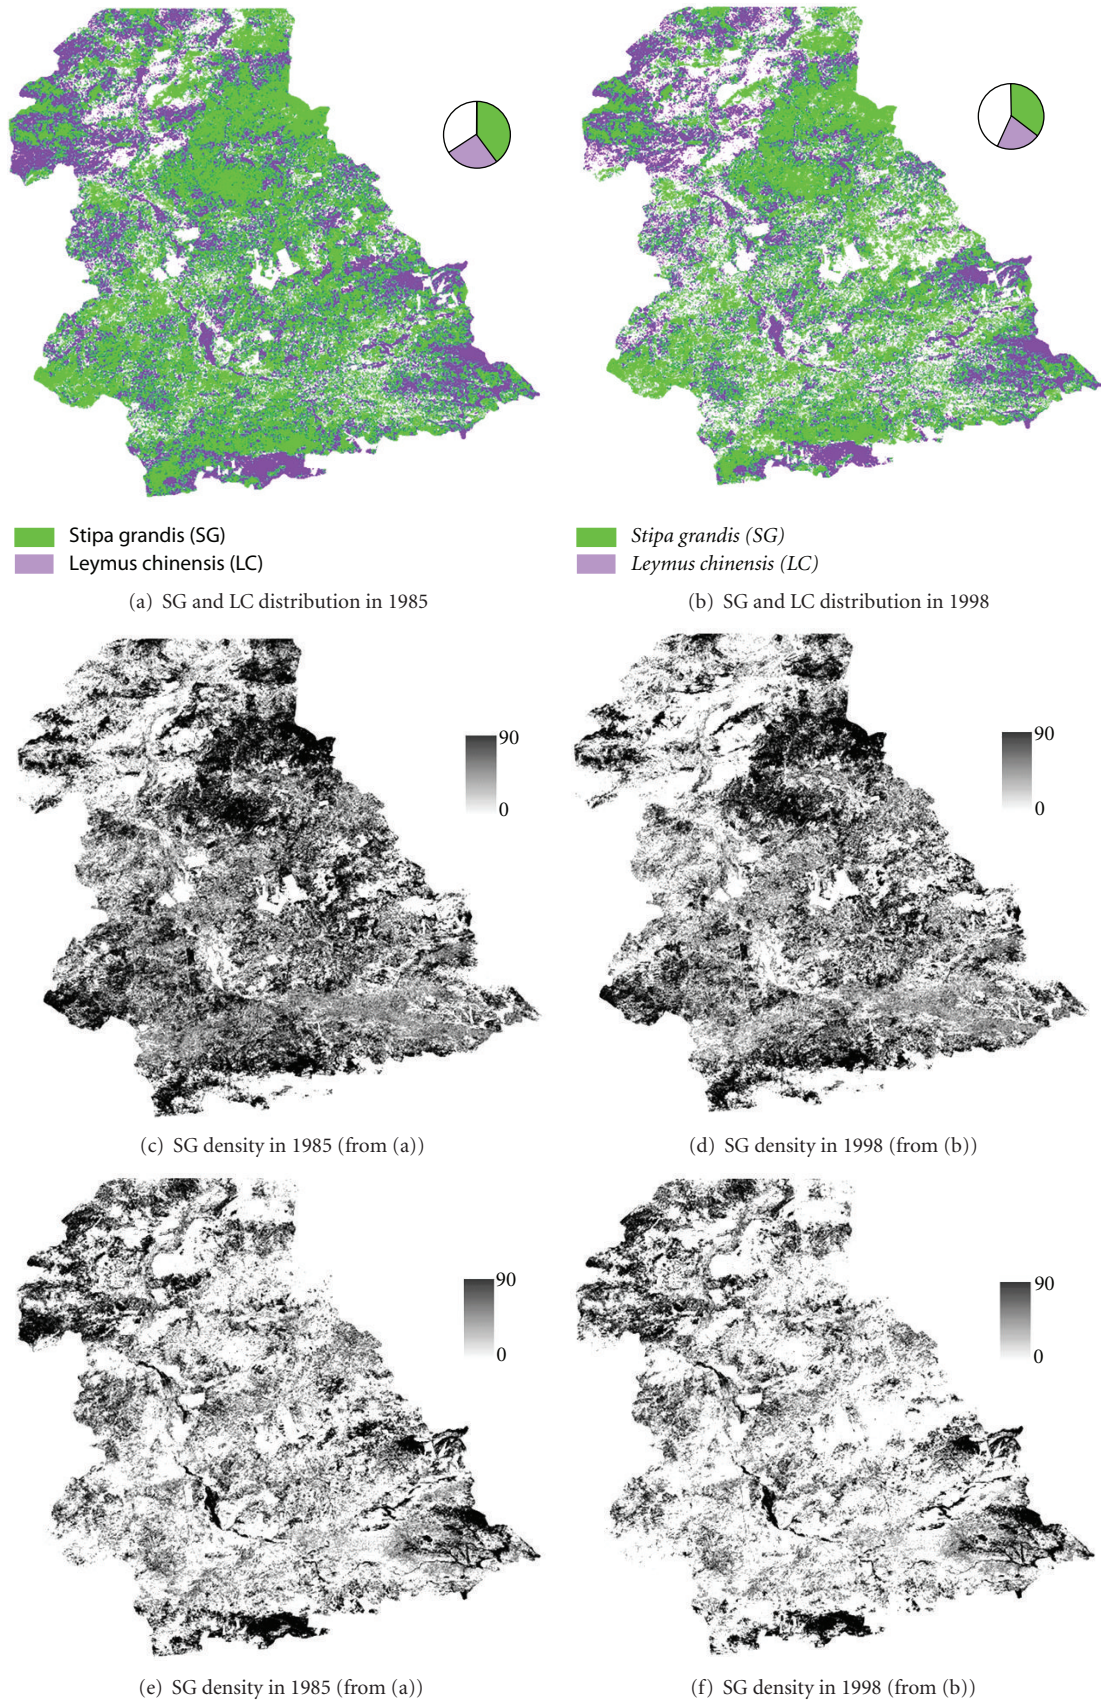 Stipa grandis (SG)
Leymus chinensis (LC)
(a) SG and LC distribution in 1985
Stipa grandis (SG)
Leymus chinensis (LC)
(b) SG and LC distribution in 1998
90
0
(c) SG density in 1985 (from (a))
90
0
(d) SG density in 1998 (from (b))
90
0
(e) SG density in 1985 (from (a))
90
0
(f) SG density in 1998 (from (b))